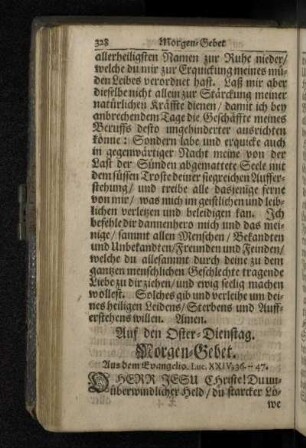 328 Morgen-Gebet
allerheiligsten Namen zur Ruhe nieder/
welche du mir zur Erquickung meines mü-
den Leibes verordnet hast. Laß mir aber
dieselbe nicht allein zur Stärckung meiner
natürlichen Kräffte dienen/ damit ich bey
anbrechendem Tage die Geschäffte meines
Beruffs desto ungehinderter ausrichten
könne: Sondern labe und erquicke auch
in gegenwärtiger Nacht meine von der
Last der Sünden abgemattete Seele mit
dem süssen Troste deiner siegreichen Auffer-
stehung/ und treibe alle dasjenige ferne
von mir/ was mich im geistlichen und leib-
lichen verletzen und beleidigen kan. Ich
befehle dir dannenhero mich und das mei-
nige/ sammt allen Menschen/ Bekandten
und Unbekandten/ Freunden und Feinden/
welche du allesammt durch deine zu dem
gantzen menschlichen Geschlechte tragende
Liebe zu dir ziehen/ und ewig seelig machen
wollest. Solches gib und verleihe um dei-
nes heiligen Leidens/ Sterbens und Auff-
erstehens willen. Amen.
Auf den Oster-Dienstag.
Morgen-Gebet.
Aus dem Evangelio. Luc. XXIV, 36.-47.
O HERR JESU Christe! Du un-
überwindlicher Held/ du starcker Lö-
we